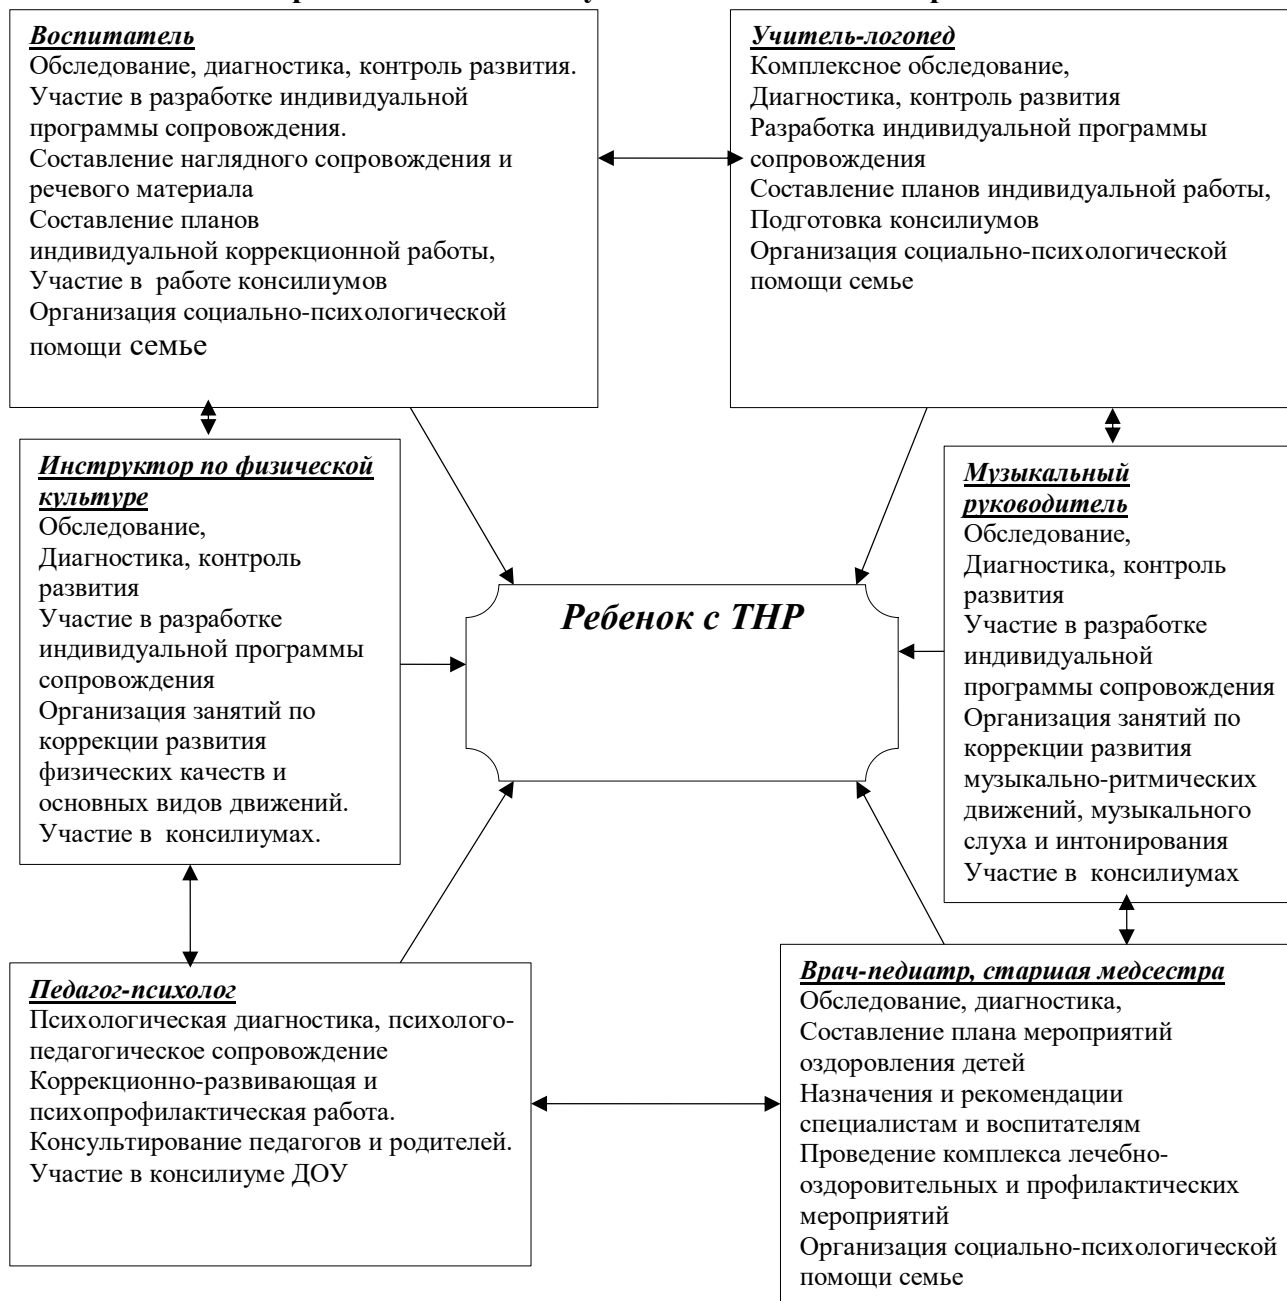 Воспитатель
Обследование, диагностика, контроль развития.
Участие в разработке индивидуальной
программы сопровождения.
Составление наглядного сопровождения и
речевого материала
Составление планов
индивидуальной коррекционной работы,
Участие в  работе консилиумов
Организация социально-психологической
помощи семье
Учитель-логопед
Комплексное обследование,
Диагностика, контроль развития
Разработка индивидуальной программы
сопровождения
Составление планов индивидуальной работы,
Подготовка консилиумов
Организация социально-психологической
помощи семье
Инструктор по физической
культуре
Обследование,
Диагностика, контроль
развития
Участие в разработке
индивидуальной программы
сопровождения
Организация занятий по
коррекции развития
физических качеств и
основных видов движений.
Участие в  консилиумах.
Ребенок с ТНР
Музыкальный
руководитель
Обследование,
Диагностика, контроль
развития
Участие в разработке
индивидуальной
программы сопровождения
Организация занятий по
коррекции развития
музыкально-ритмических
движений, музыкального
слуха и интонирования
Участие в  консилиумах
Педагог-психолог
Психологическая диагностика, психолого-
педагогическое сопровождение
Коррекционно-развивающая и
психопрофилактическая работа.
Консультирование педагогов и родителей.
Участие в консилиуме ДОУ
Врач-педиатр, старшая медсестра
Обследование, диагностика,
Составление плана мероприятий
оздоровления детей
Назначения и рекомендации
специалистам и воспитателям
Проведение комплекса лечебно-
оздоровительных и профилактических
мероприятий
Организация социально-психологической
помощи семье